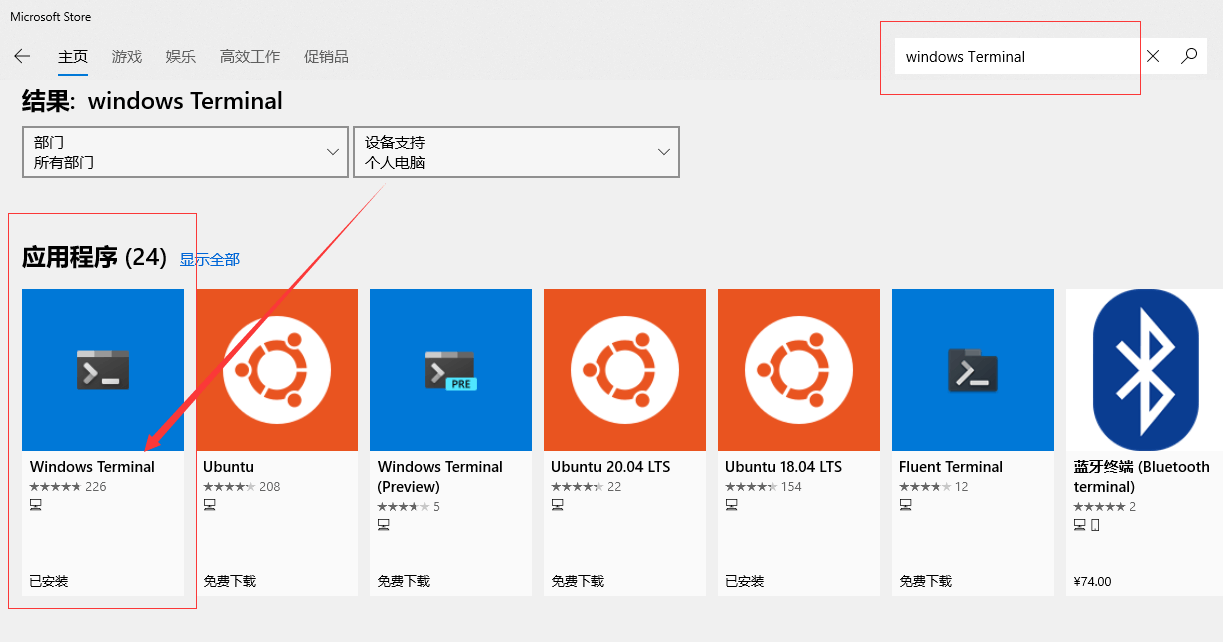 Microsoft Store
主页 游戏 娱乐 高效工作 促销品
windows Terminal
结果: windows Terminal
部门
所有部门
设备支持
个人电脑
应用程序 (24) 显示全部
Windows Terminal
226
已安装
Ubuntu
208
免费下载
PRE
Windows Terminal
(Preview)
5
免费下载
Ubuntu 20.04 LTS
22
免费下载
Ubuntu 18.04 LTS
154
已安装
Fluent Terminal
12
免费下载
蓝牙终端 (Bluetooth
terminal)
2
¥74.00